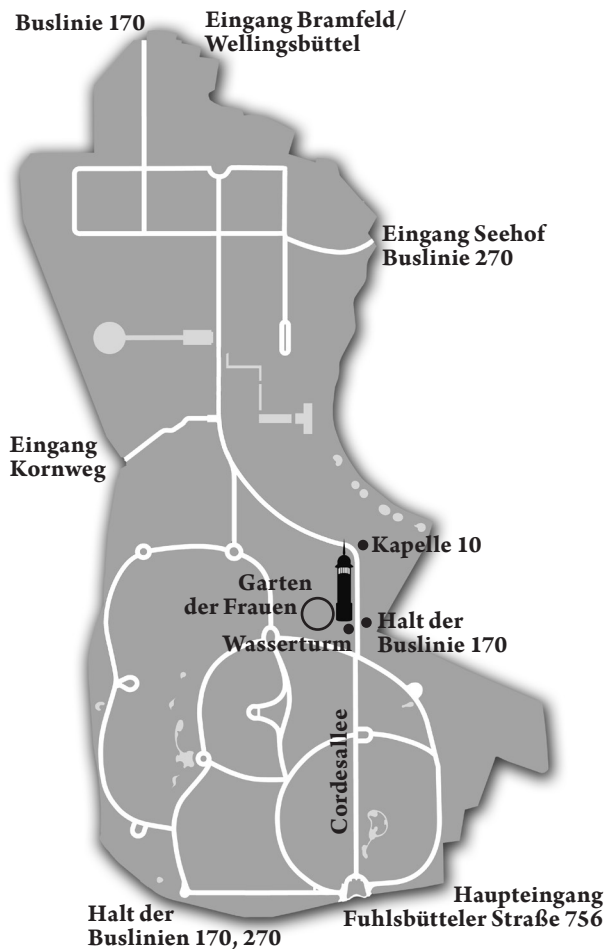 Buslinie 170
Eingang Bramfeld/
Wellingsbüttel
Eingang Seehof
Buslinie 270
Eingang
Kornweg
Kapelle 10
Garten
der Frauen
Halt der
Buslinie 170
Wasserturm
Cordesallee
Haupteingang
Fuhlsbütteler Straße 756
Halt der
Buslinien 170, 270